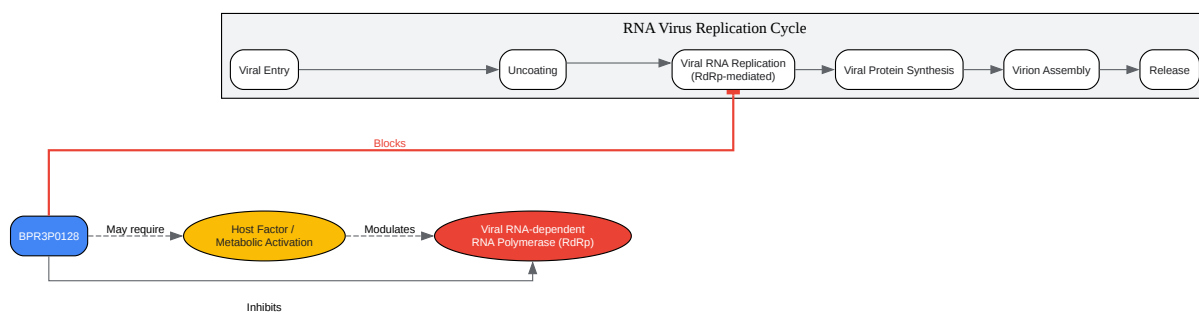 RNA Virus Replication Cycle
Viral Entry
Uncoating
Viral RNA Replication
(RdRp-mediated)
Viral Protein Synthesis
Virion Assembly
Release
Blocks
BPR3P0128
May require
Host Factor /
Metabolic Activation
Modulates
Viral RNA-dependent
RNA Polymerase (RdRp)
Inhibits